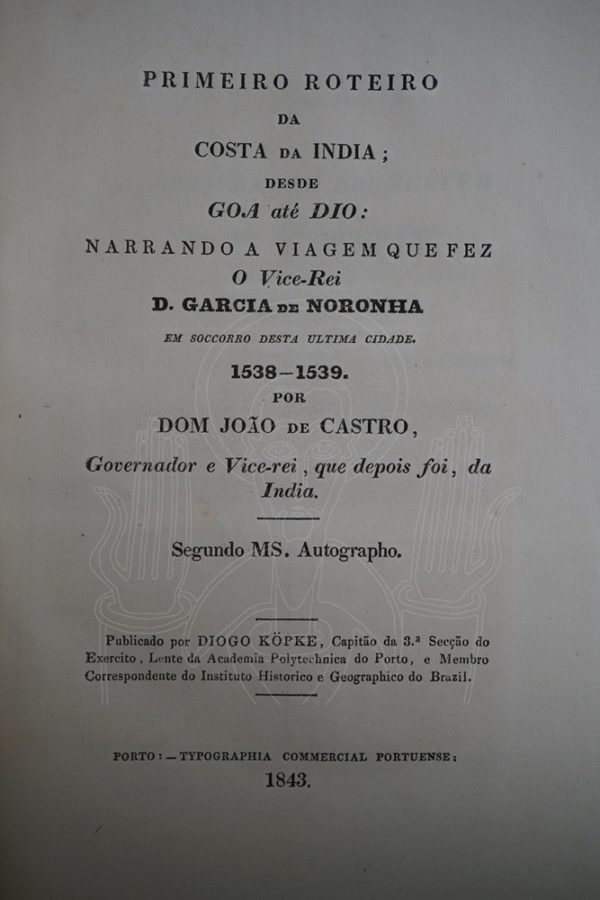 PRIMEIRO ROTEIRO
DA
COSTA DA INDIA;
DESDE
GOA até DIO:
NARRANDO A VIAGEM QUE FEZ
O Vice-Rei
D. GARCIA DE NORONHA
EM SOCCORRO DESTA ULTIMA CIDADE.
1538-1539.
POR
DOM JOÃO DE CASTRO,
Governador e Vice-rei, que depois foi, da
India.
Segundo MS. Autographo.
Publicado por DIOGO KÖPKE, Capitão da 3.ª Secção do
Exercito, Lente da Academia Polytechnica do Porto, e Membro
Correspondente do Instituto Historico e Geographico do Brazil.
PORTO: — TYPOGRAPHIA COMMERCIAL PORTUENSE:
1843.